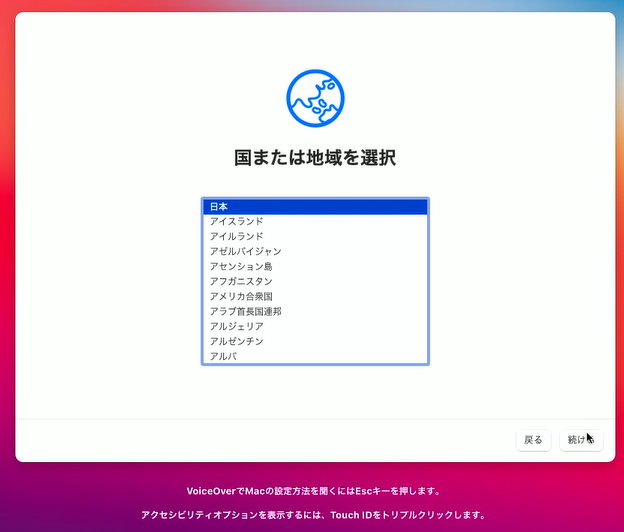 国または地域を選択
日本
アイスランド
アイルランド
アゼルバイジャン
アセンション島
アフガニスタン
アメリカ合衆国
アラブ首長国連邦
アルジェリア
アルゼンチン
アルバ
戻る
続ける
VoiceOverでMacの設定方法を聞くにはEscキーを押します。
アクセシビリティオプションを表示するには、Touch IDをトリプルクリックします。